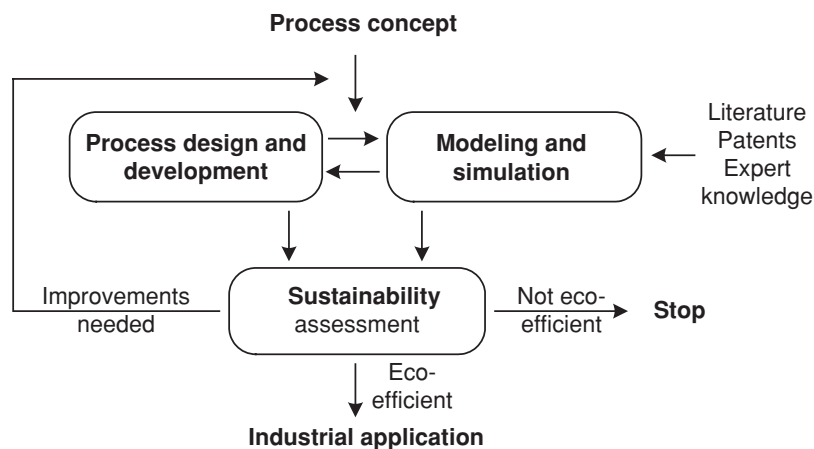 Process concept
Process design and
development
Modeling and
simulation
Literature
Patents
Expert
knowledge
Improvements
needed
Sustainability
assessment
Not eco-
efficient
Stop
Eco-
efficient
Industrial application